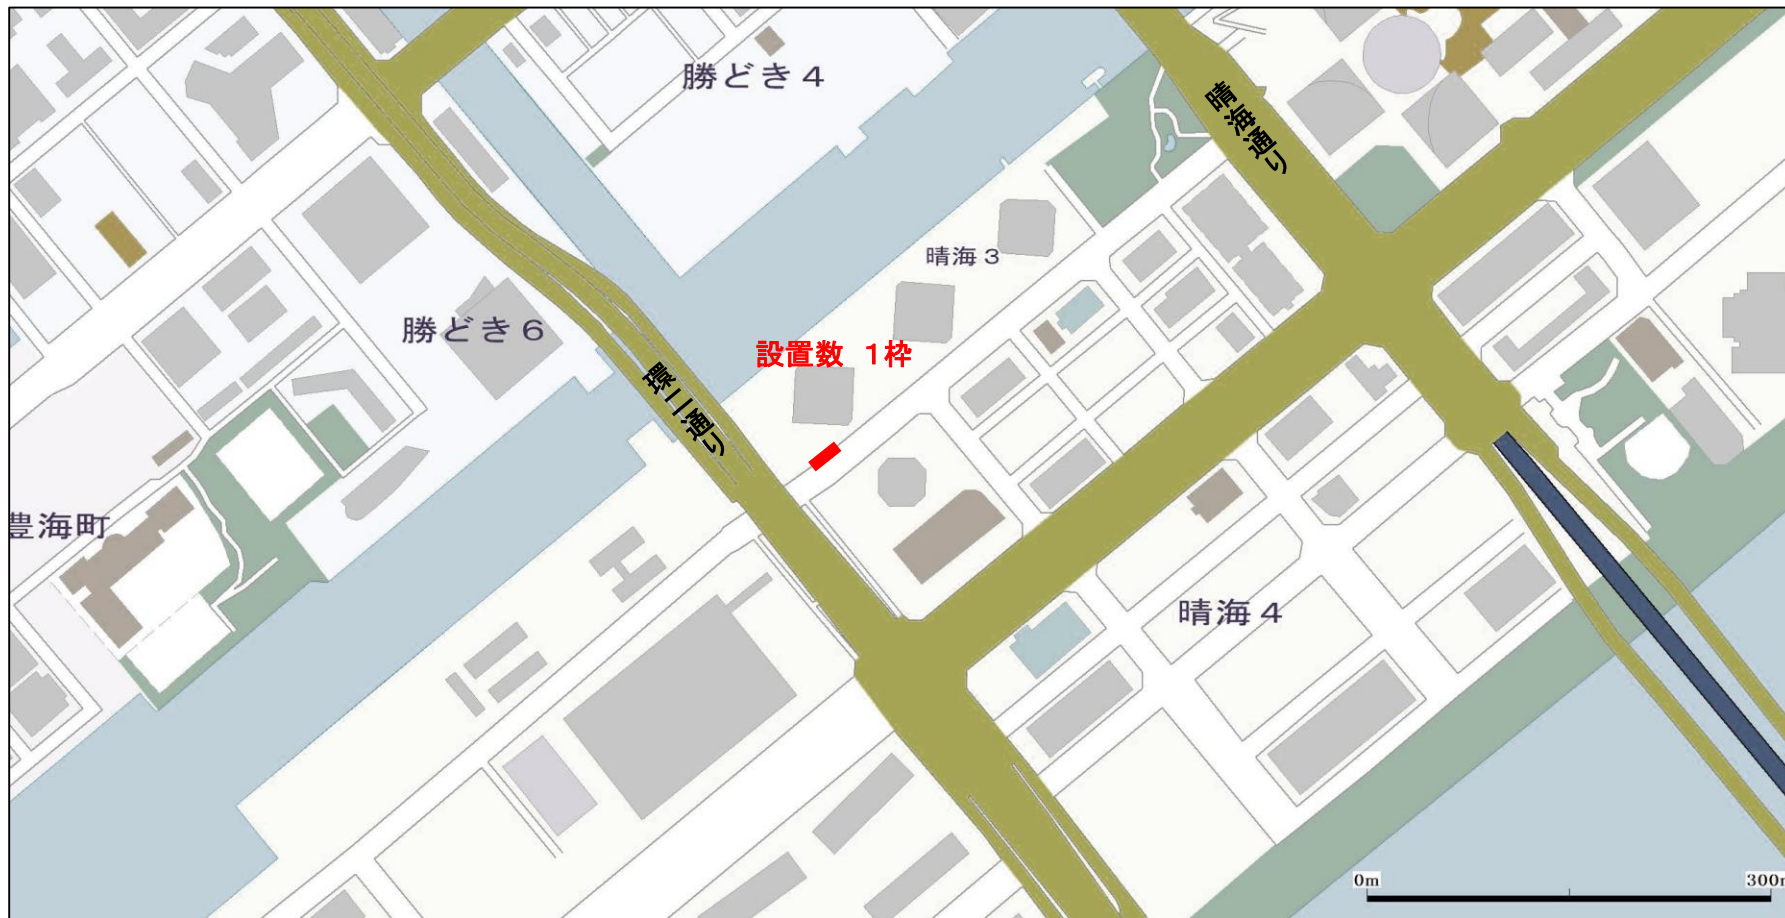 勝どき４
晴海通り
晴海３
勝どき６
設置数　１枠
環二通り
豊海町
晴海４
0m
300m